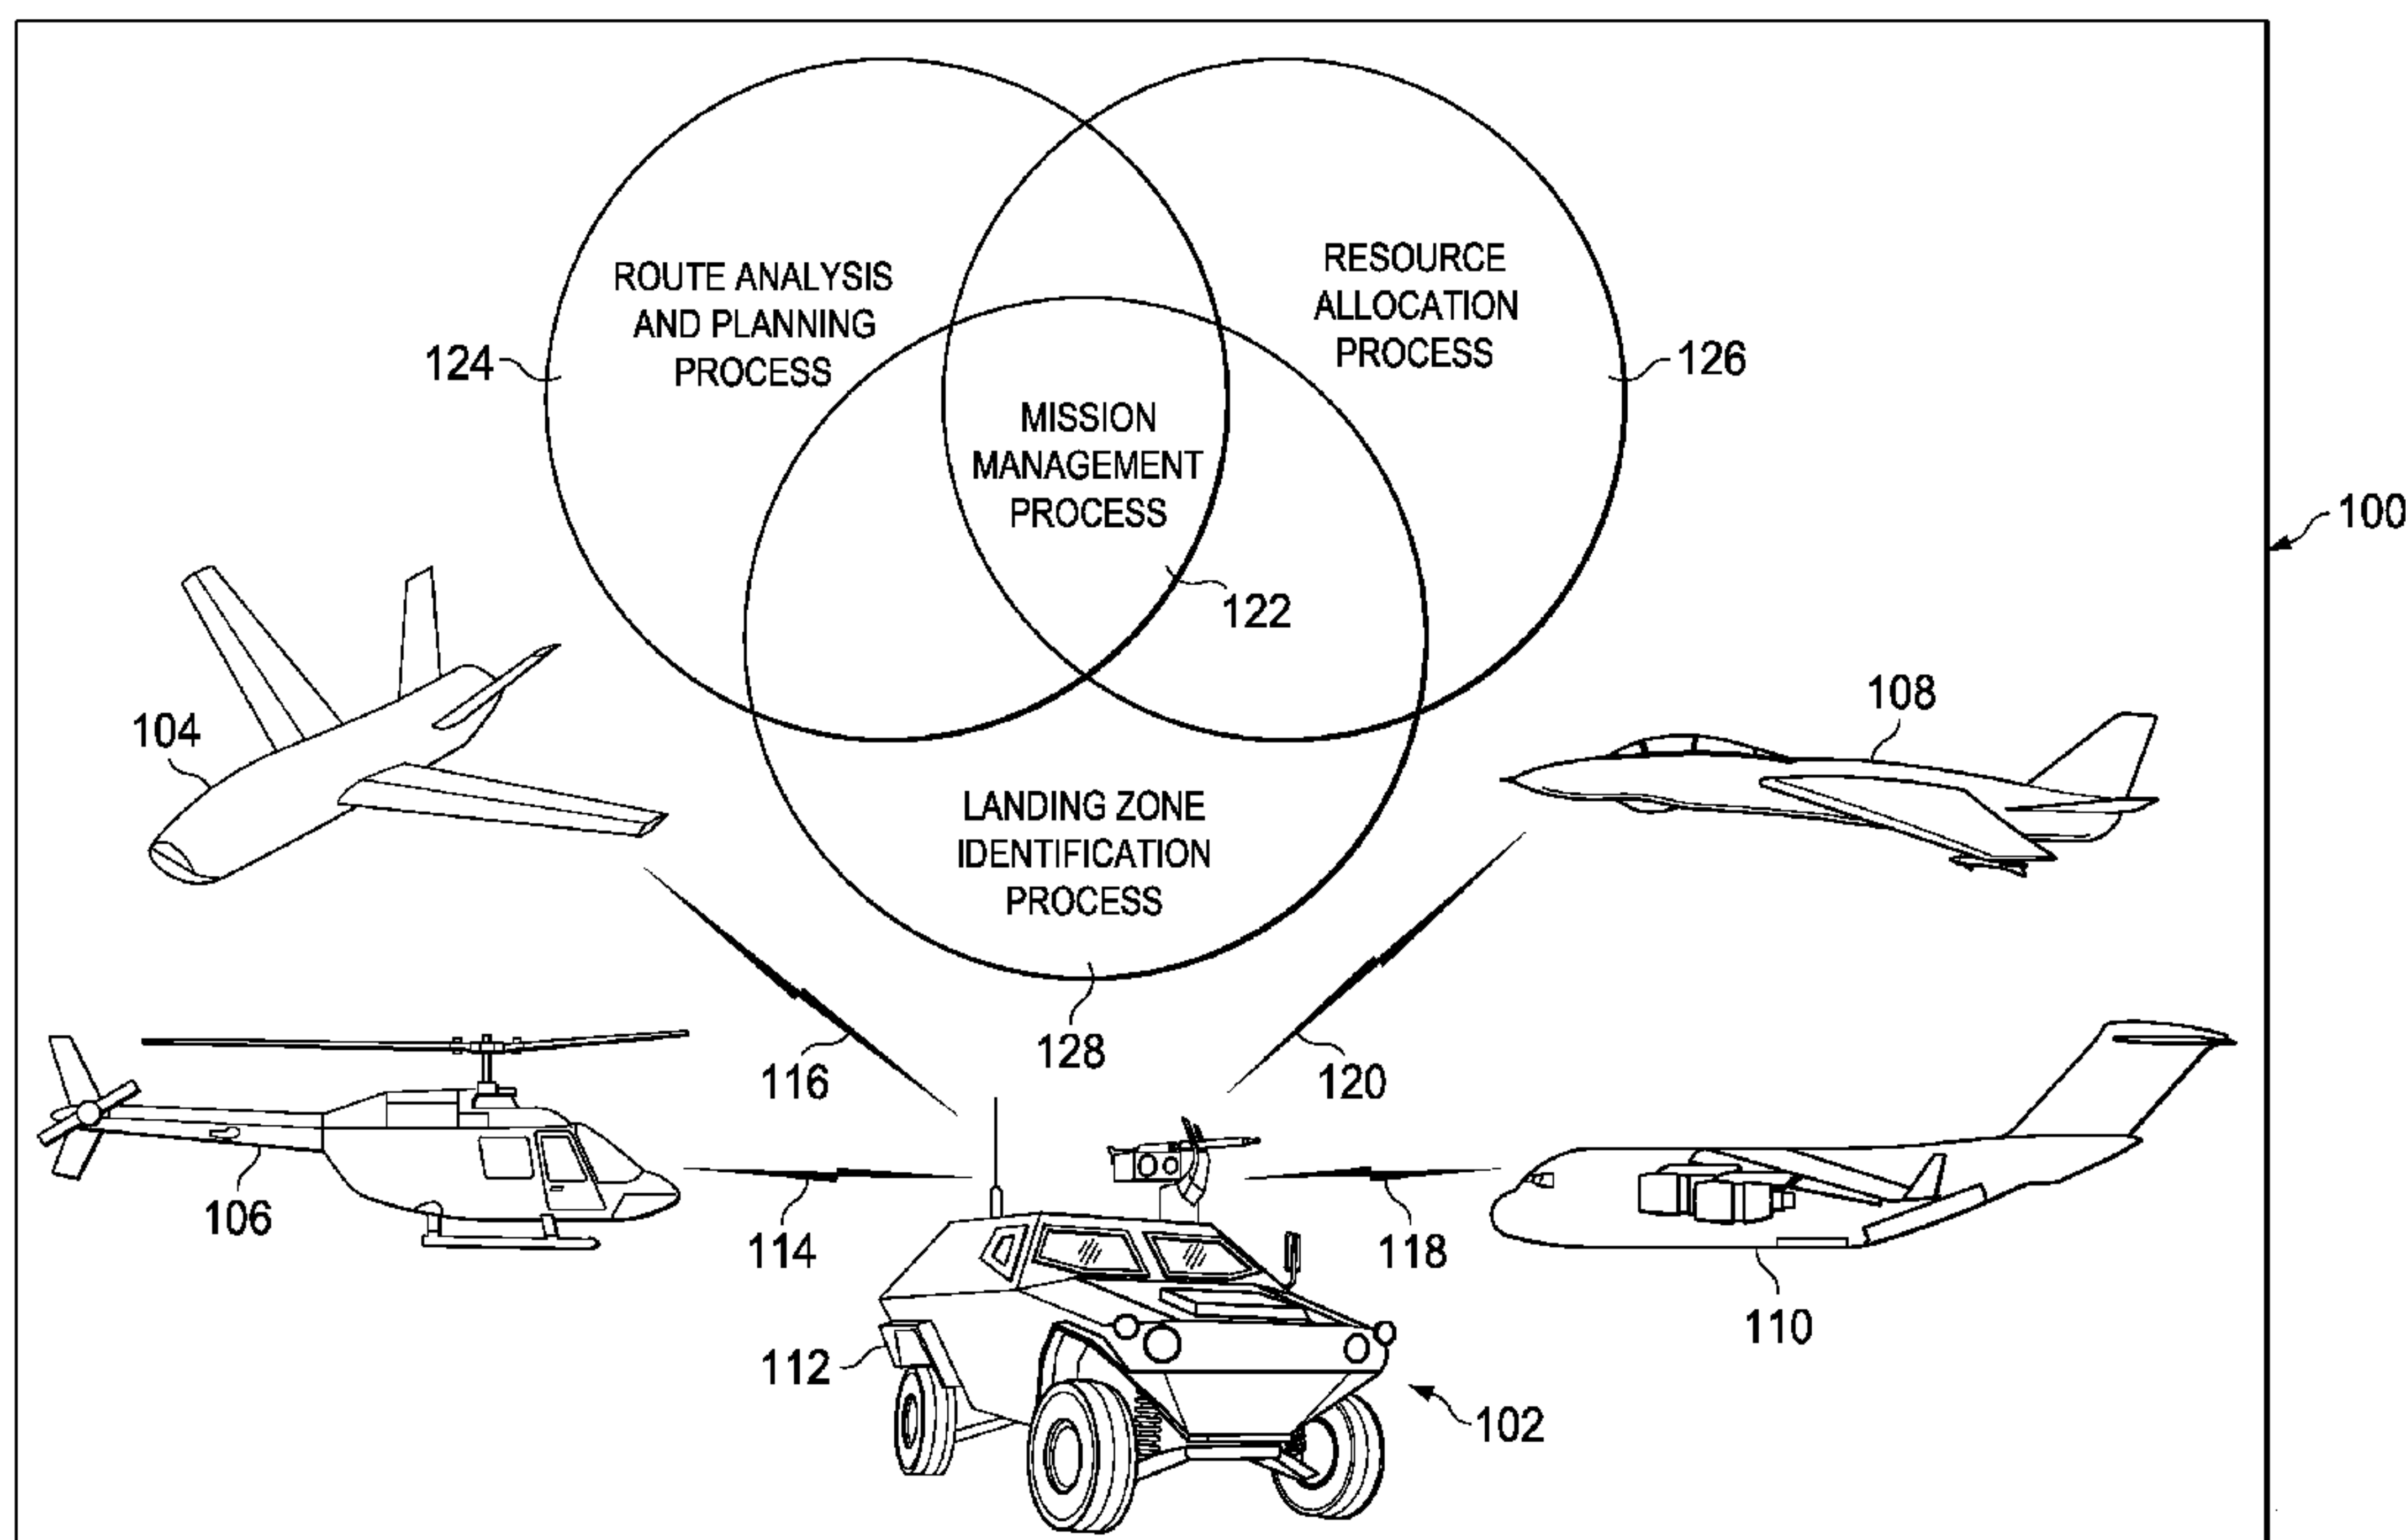 ROUTE ANALYSIS
AND PLANNING
PROCESS
RESOURCE
ALLOCATION
PROCESS
124
126
MISSION
MANAGEMENT
PROCESS
100
122
108
104
LANDING ZONE
IDENTIFICATION
PROCESS
128
116
120
106
114
118
110
112
102